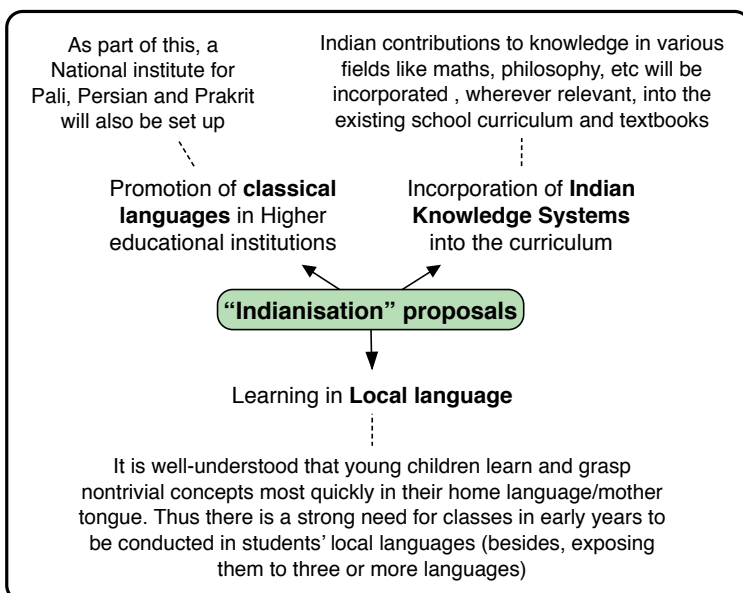 As part of this, a
National institute for
Pali, Persian and Prakrit
will also be set up
Indian contributions to knowledge in various
fields like maths, philosophy, etc will be
incorporated , wherever relevant, into the
existing school curriculum and textbooks
Promotion of classical
languages in Higher
educational institutions
Incorporation of Indian
Knowledge Systems
into the curriculum
“Indianisation” proposals
Learning in Local language
It is well-understood that young children learn and grasp
nontrivial concepts most quickly in their home language/mother
tongue. Thus there is a strong need for classes in early years to
be conducted in students’ local languages (besides, exposing
them to three or more languages)